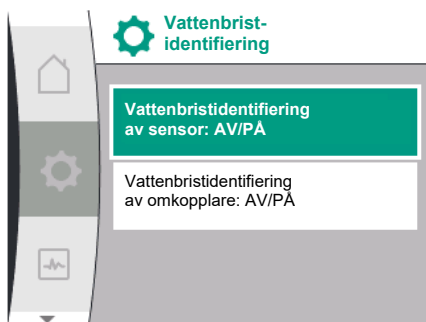 Vattenbrist-
identifiering
Vattenbristidentifiering
av sensor: AV/PÅ
Vattenbristidentifiering
av omkopplare: AV/PÅ